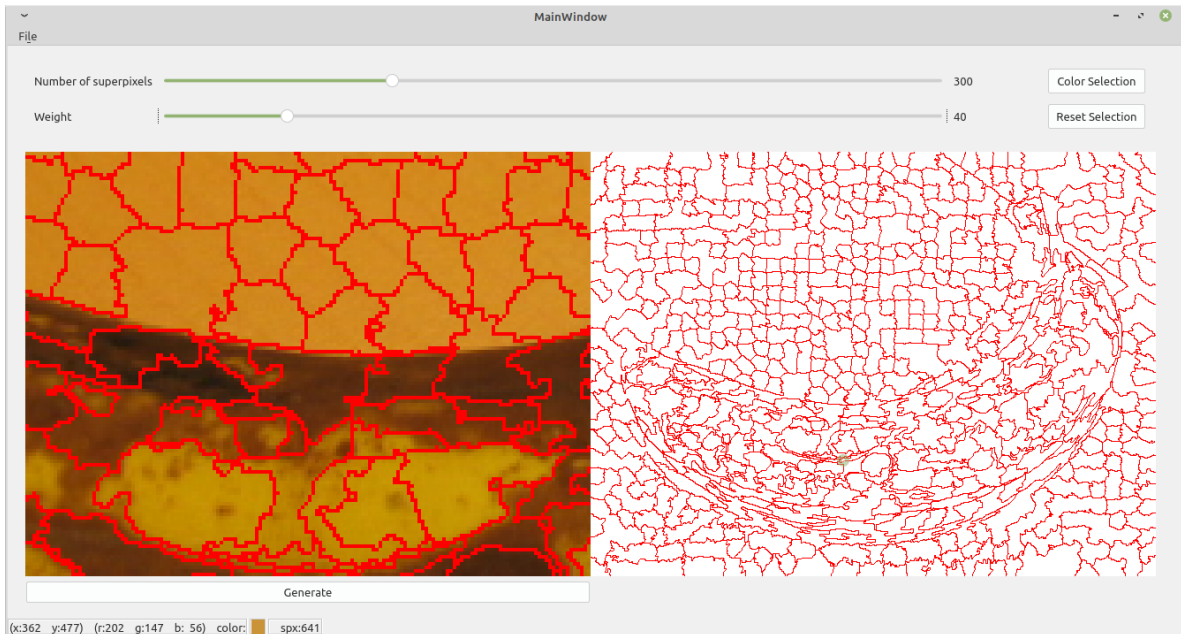 MainWindow
File
Number of superpixels 300 Color Selection
Weight 40 Reset Selection
Generate
(x:362 y:477) (r:202 g:147 b: 56) color: spx:641